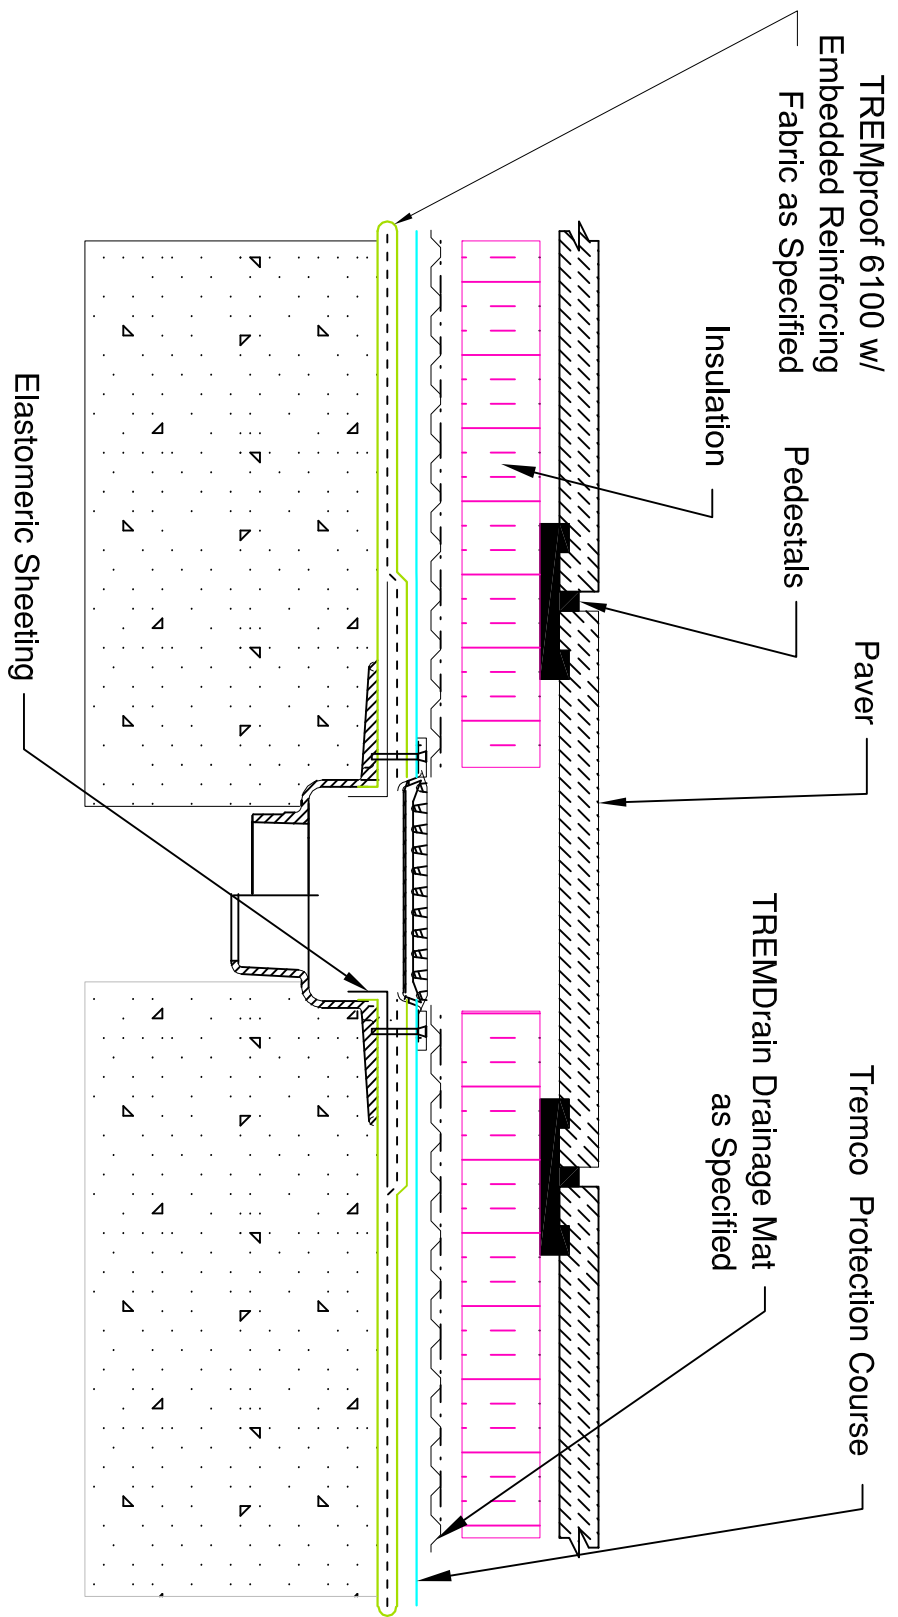 TREMproof 6100 w/
Embedded Reinforcing
Fabric as Specified
Insulation
Pedestals
Paver
TREMDrain Drainage Mat
as Specified
Tremco Protection Course
Elastomeric Sheeting